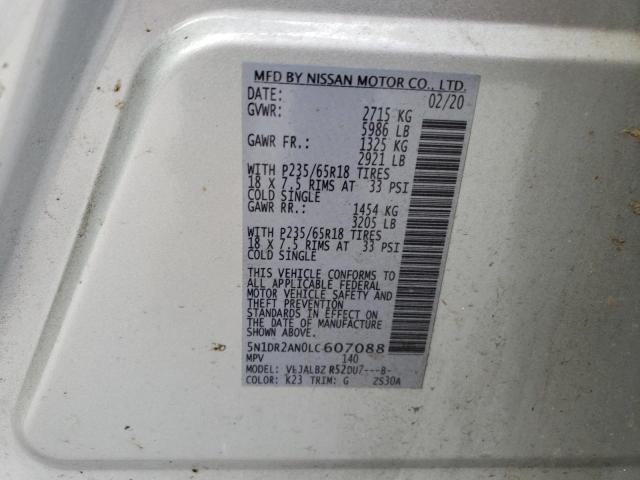 MFD BY NISSAN MOTOR CO., LTD.
DATE: 02/20
GVWR: 2715 KG
5986 LB
GAWR FR.: 1325 KG
2921 LB
WITH P235/65R18 TIRES
18 X 7.5 RIMS AT 33 PSI
COLD SINGLE
GAWR RR.: 1454 KG
3205 LB
WITH P235/65R18 TIRES
18 X 7.5 RIMS AT 33 PSI
COLD SINGLE
THIS VEHICLE CONFORMS TO
ALL APPLICABLE FEDERAL
MOTOR VEHICLE SAFETY AND
THEFT PREVENTION
STANDARDS IN EFFECT ON
THE DATE OF MANUFACTURE
SHOWN ABOVE.
5N1DR2AN0LC607088
MPV 140
MODEL:
COLOR: K23 TRIM: G ZS30A